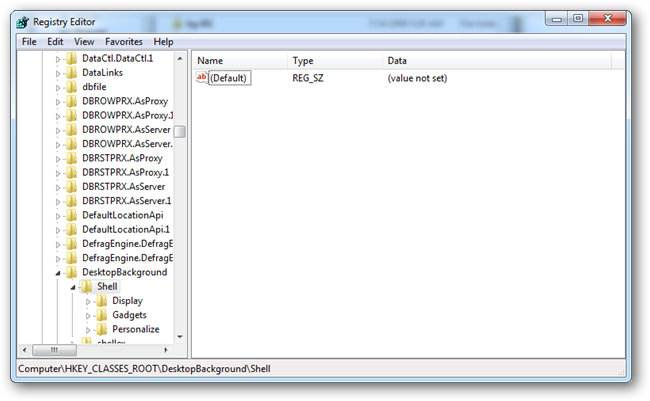 Registry Editor
File Edit View Favorites Help
DataCtl.DataCtl.1
DataLinks
dbfile
DBROWPRX.AsProxy
DBROWPRX.AsProxy.1
DBROWPRX.AsServer
DBROWPRX.AsServer.
DBRSTPRX.AsProxy
DBRSTPRX.AsProxy.1
DBRSTPRX.AsServer
DBRSTPRX.AsServer.1
DefaultLocationApi
DefaultLocationApi.1
DefragEngine.DefragE
DefragEngine.DefragE
DesktopBackground
Shell
Display
Gadgets
Personalize
Name Type Data
ab (Default) REG_SZ (value not set)
Computer\HKEY_CLASSES_ROOT\DesktopBackground\Shell